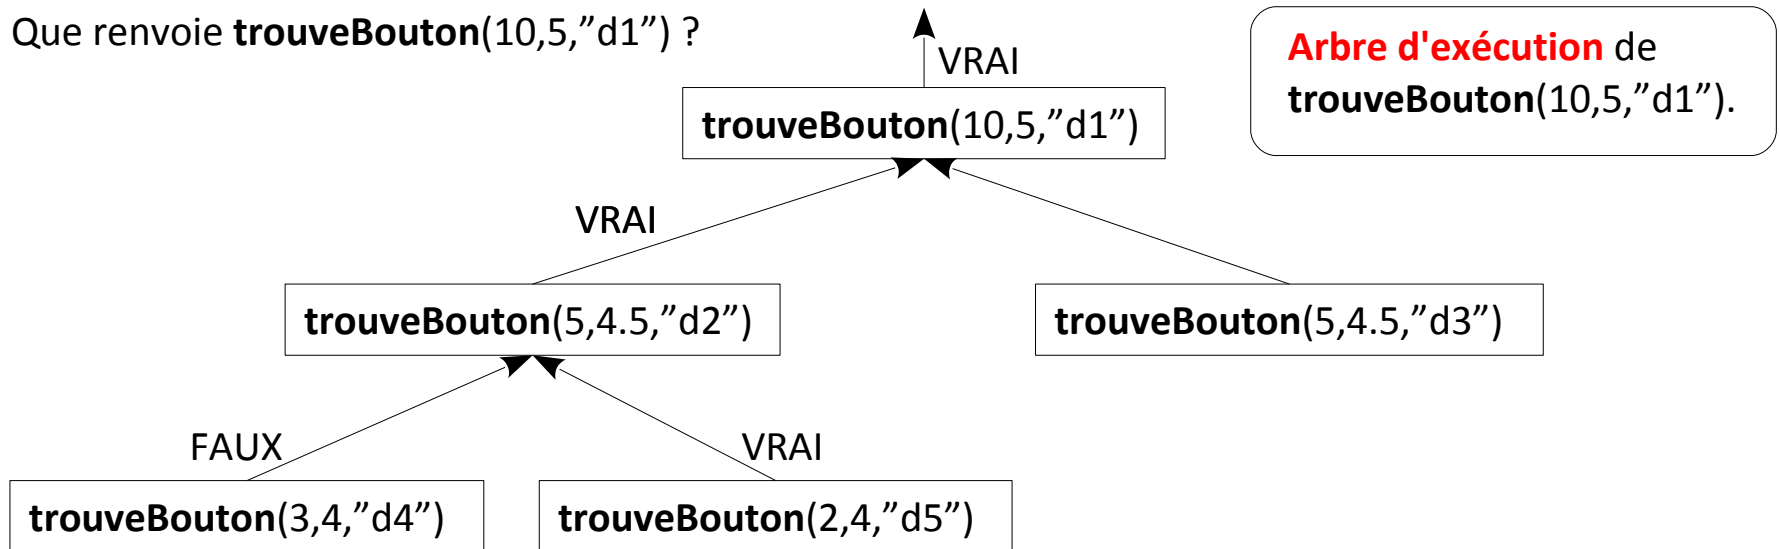 Que renvoie trouveBouton(10,5,”d1”) ?
VRAI
Arbre d'exécution de
trouveBouton(10,5,”d1”).
trouveBouton(10,5,”d1”)
VRAI
trouveBouton(5,4.5,”d2”)
trouveBouton(5,4.5,”d3”)
FAUX
VRAI
trouveBouton(3,4,”d4”)
trouveBouton(2,4,”d5”)